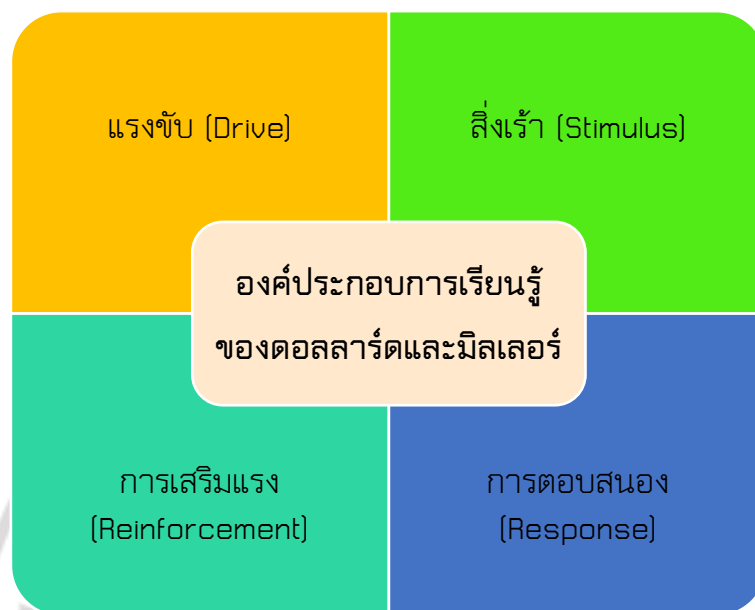 แรงขับ (Drive)
สิ่งเร้า (Stimulus)
องค์ประกอบการเรียนรู้
ของดอลลาร์ดและมิลเลอร์
การเสริมแรง
(Reinforcement)
การตอบสนอง
(Response)